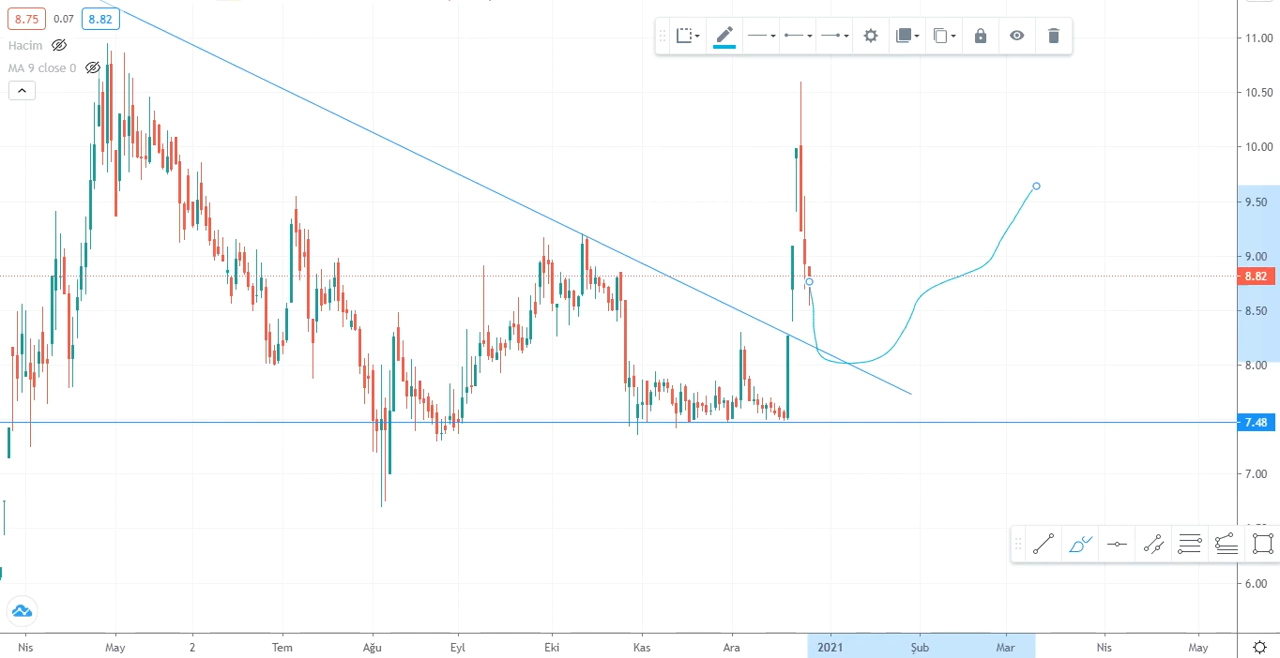 8.75 0.07 8.82
Hacim
MA 9 close 0
11.00
10.50
10.00
9.50
9.00
8.82
8.50
8.00
7.48
7.00
6.00
Nis May 2 Tem Ağu Eyl Eki Kas Ara 2021 Şub Mar Nis May